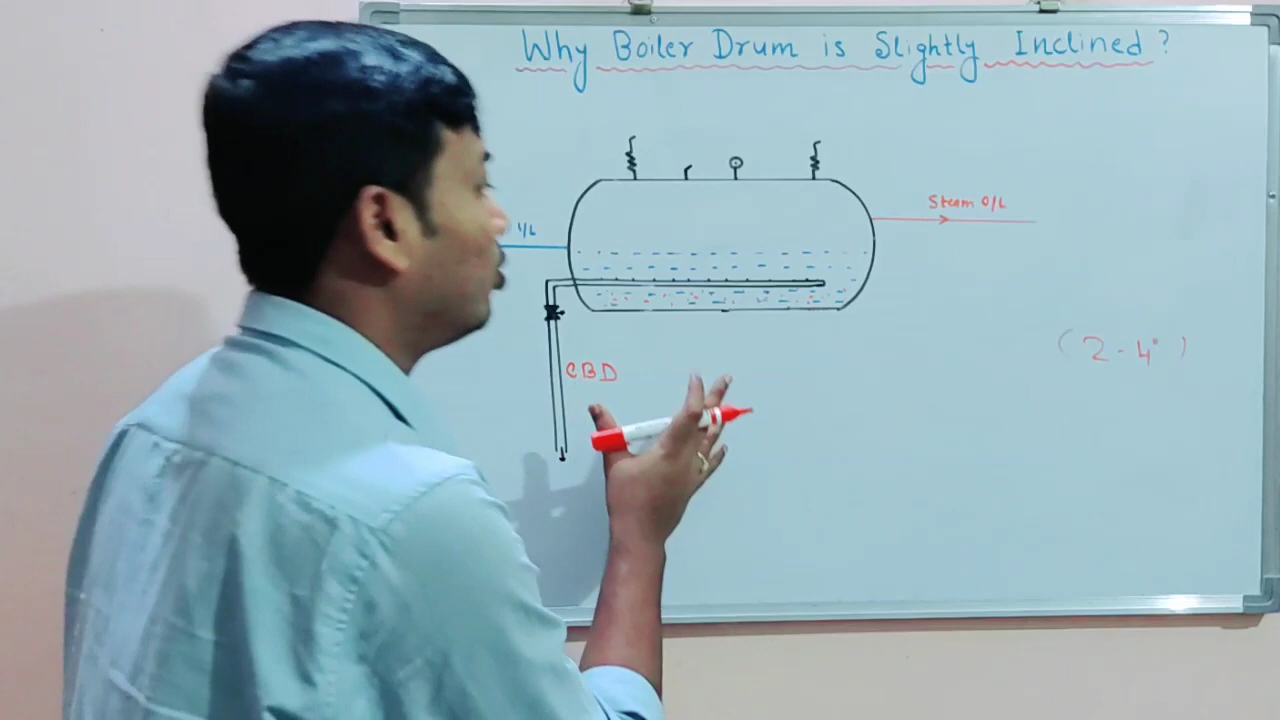 Why Boiler Drum is Slightly Inclined ?
Steam O/L
I/L
CBD
(2-4°)